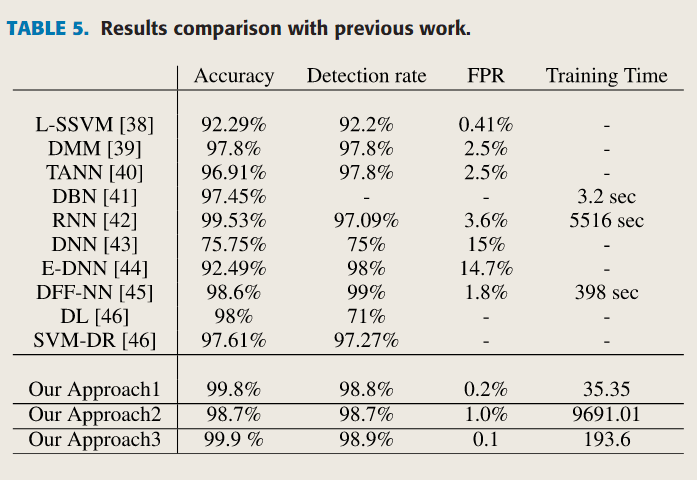 TABLE 5. Results comparison with previous work.
Accuracy Detection rate FPR Training Time
L-SSVM [38] 92.29% 92.2% 0.41% -
DMM [39] 97.8% 97.8% 2.5% -
TANN [40] 96.91% 97.8% 2.5% -
DBN [41] 97.45% - - 3.2 sec
RNN [42] 99.53% 97.09% 3.6% 5516 sec
DNN [43] 75.75% 75% 15% -
E-DNN [44] 92.49% 98% 14.7% -
DFF-NN [45] 98.6% 99% 1.8% 398 sec
DL [46] 98% 71% - -
SVM-DR [46] 97.61% 97.27% - -
Our Approach1 99.8% 98.8% 0.2% 35.35
Our Approach2 98.7% 98.7% 1.0% 9691.01
Our Approach3 99.9 % 98.9% 0.1 193.6